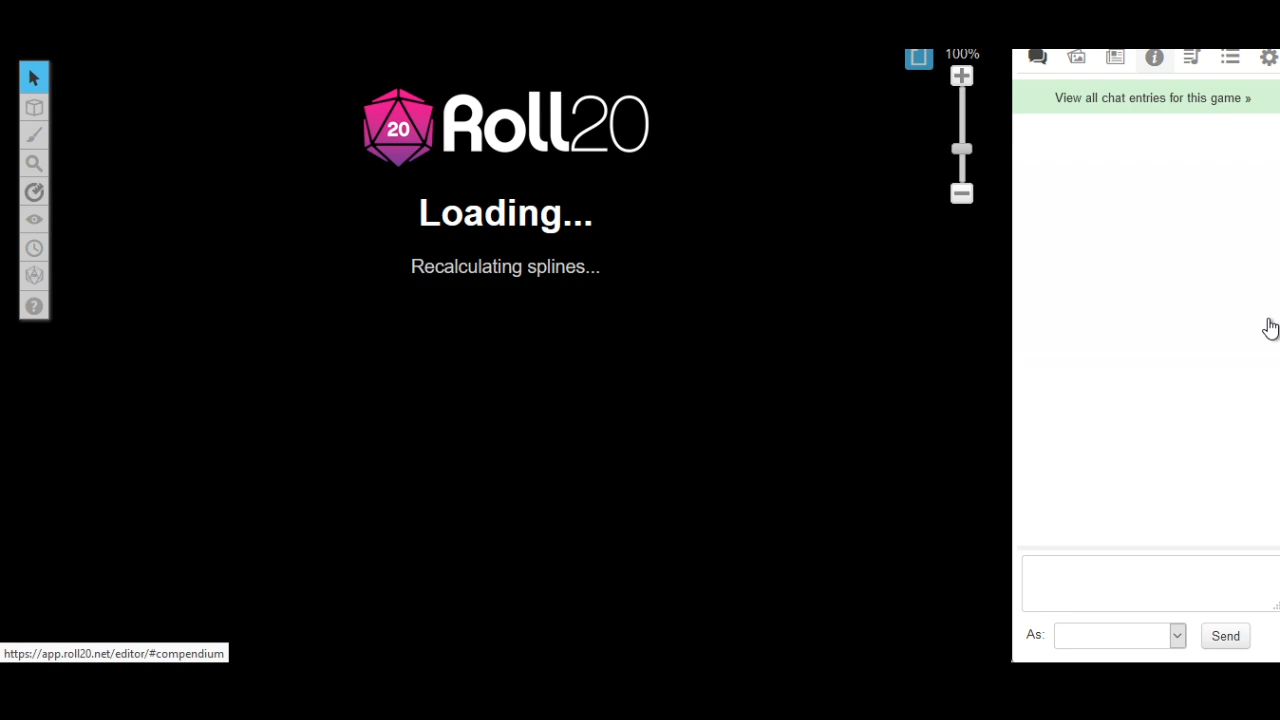 100%
20 Roll20
View all chat entries for this game »
Loading...
Recalculating splines...
As:
Send
https://app.roll20.net/editor/#compendium